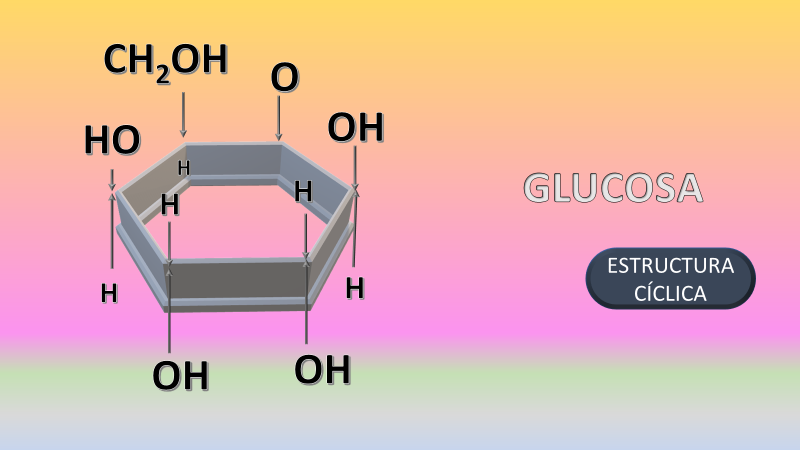 CH₂OH
O
HO
OH
H
H
H
GLUCOSA
ESTRUCTURA
CÍCLICA
H
H
OH
OH